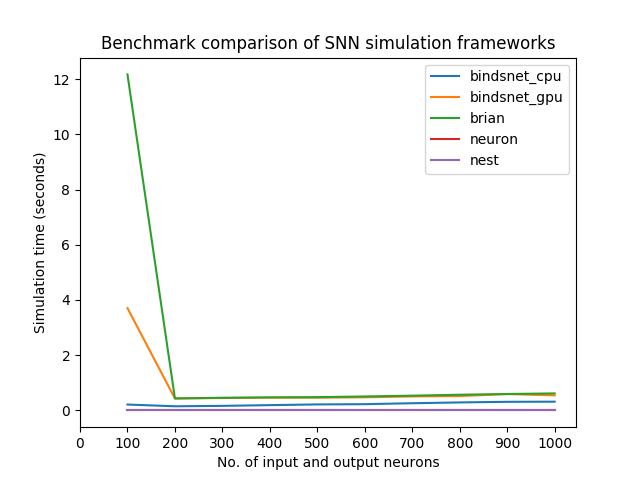 Benchmark comparison of SNN simulation frameworks
bindsnet_cpu
bindsnet_gpu
brian
neuron
nest
Simulation time (seconds)
12
10
8
6
4
2
0
0 100 200 300 400 500 600 700 800 900 1000
No. of input and output neurons